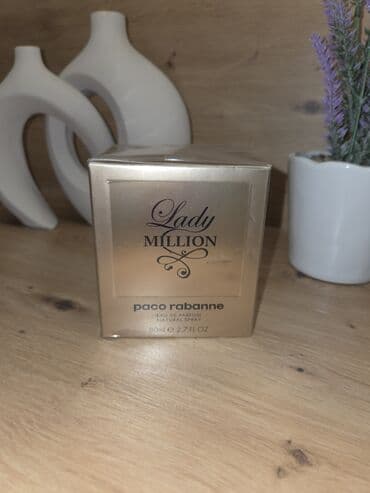 Lady
MILLION
paco rabanne
EAU DE PARFUM
NATURAL SPRAY
80ml e 2.7 FL OZ